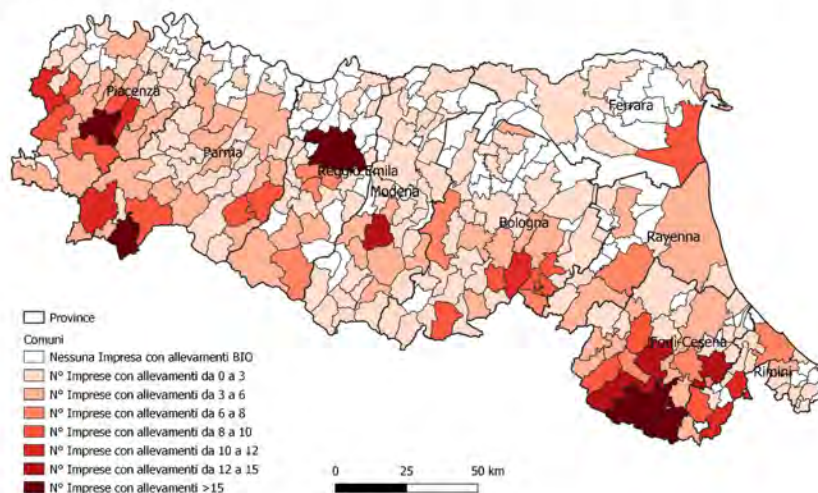 Piacenza
Ferrara
Parma
Reggio Emila
Modena
Bologna
Ravenna
Forlì-Cesena
Rimini
Province
Comuni
Nessuna Impresa con allevamenti BIO
N° Imprese con allevamenti da 0 a 3
N° Imprese con allevamenti da 3 a 6
N° Imprese con allevamenti da 6 a 8
N° Imprese con allevamenti da 8 a 10
N° Imprese con allevamenti da 10 a 12
N° Imprese con allevamenti da 12 a 15
N° Imprese con allevamenti >15
0 25 50 km